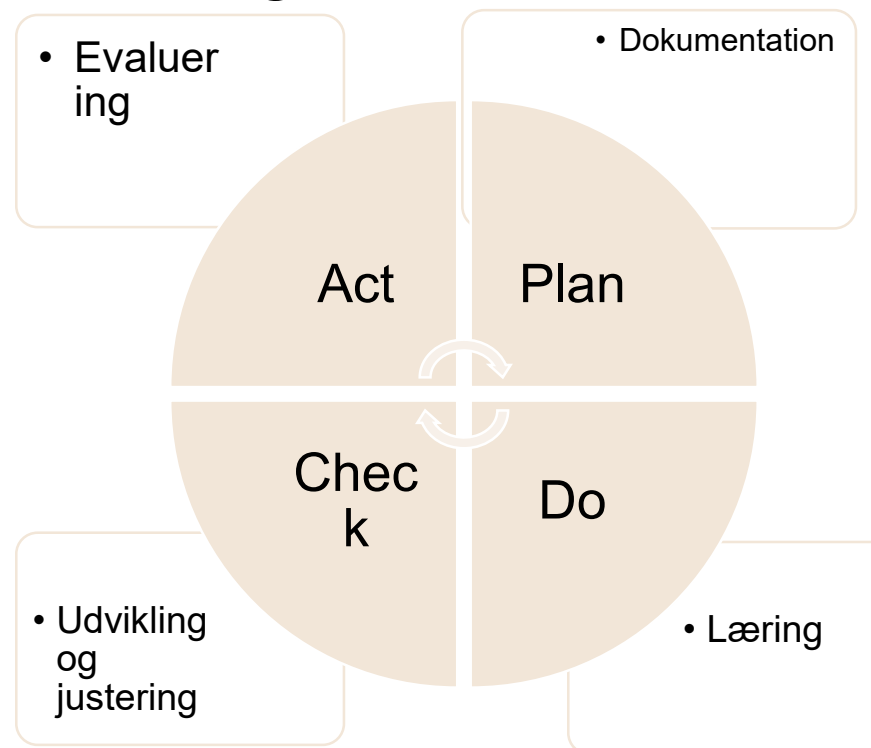 • Evaluer
ing
• Dokumentation
Act
Plan
Chec
k
Do
• Udvikling
og
justering
• Læring